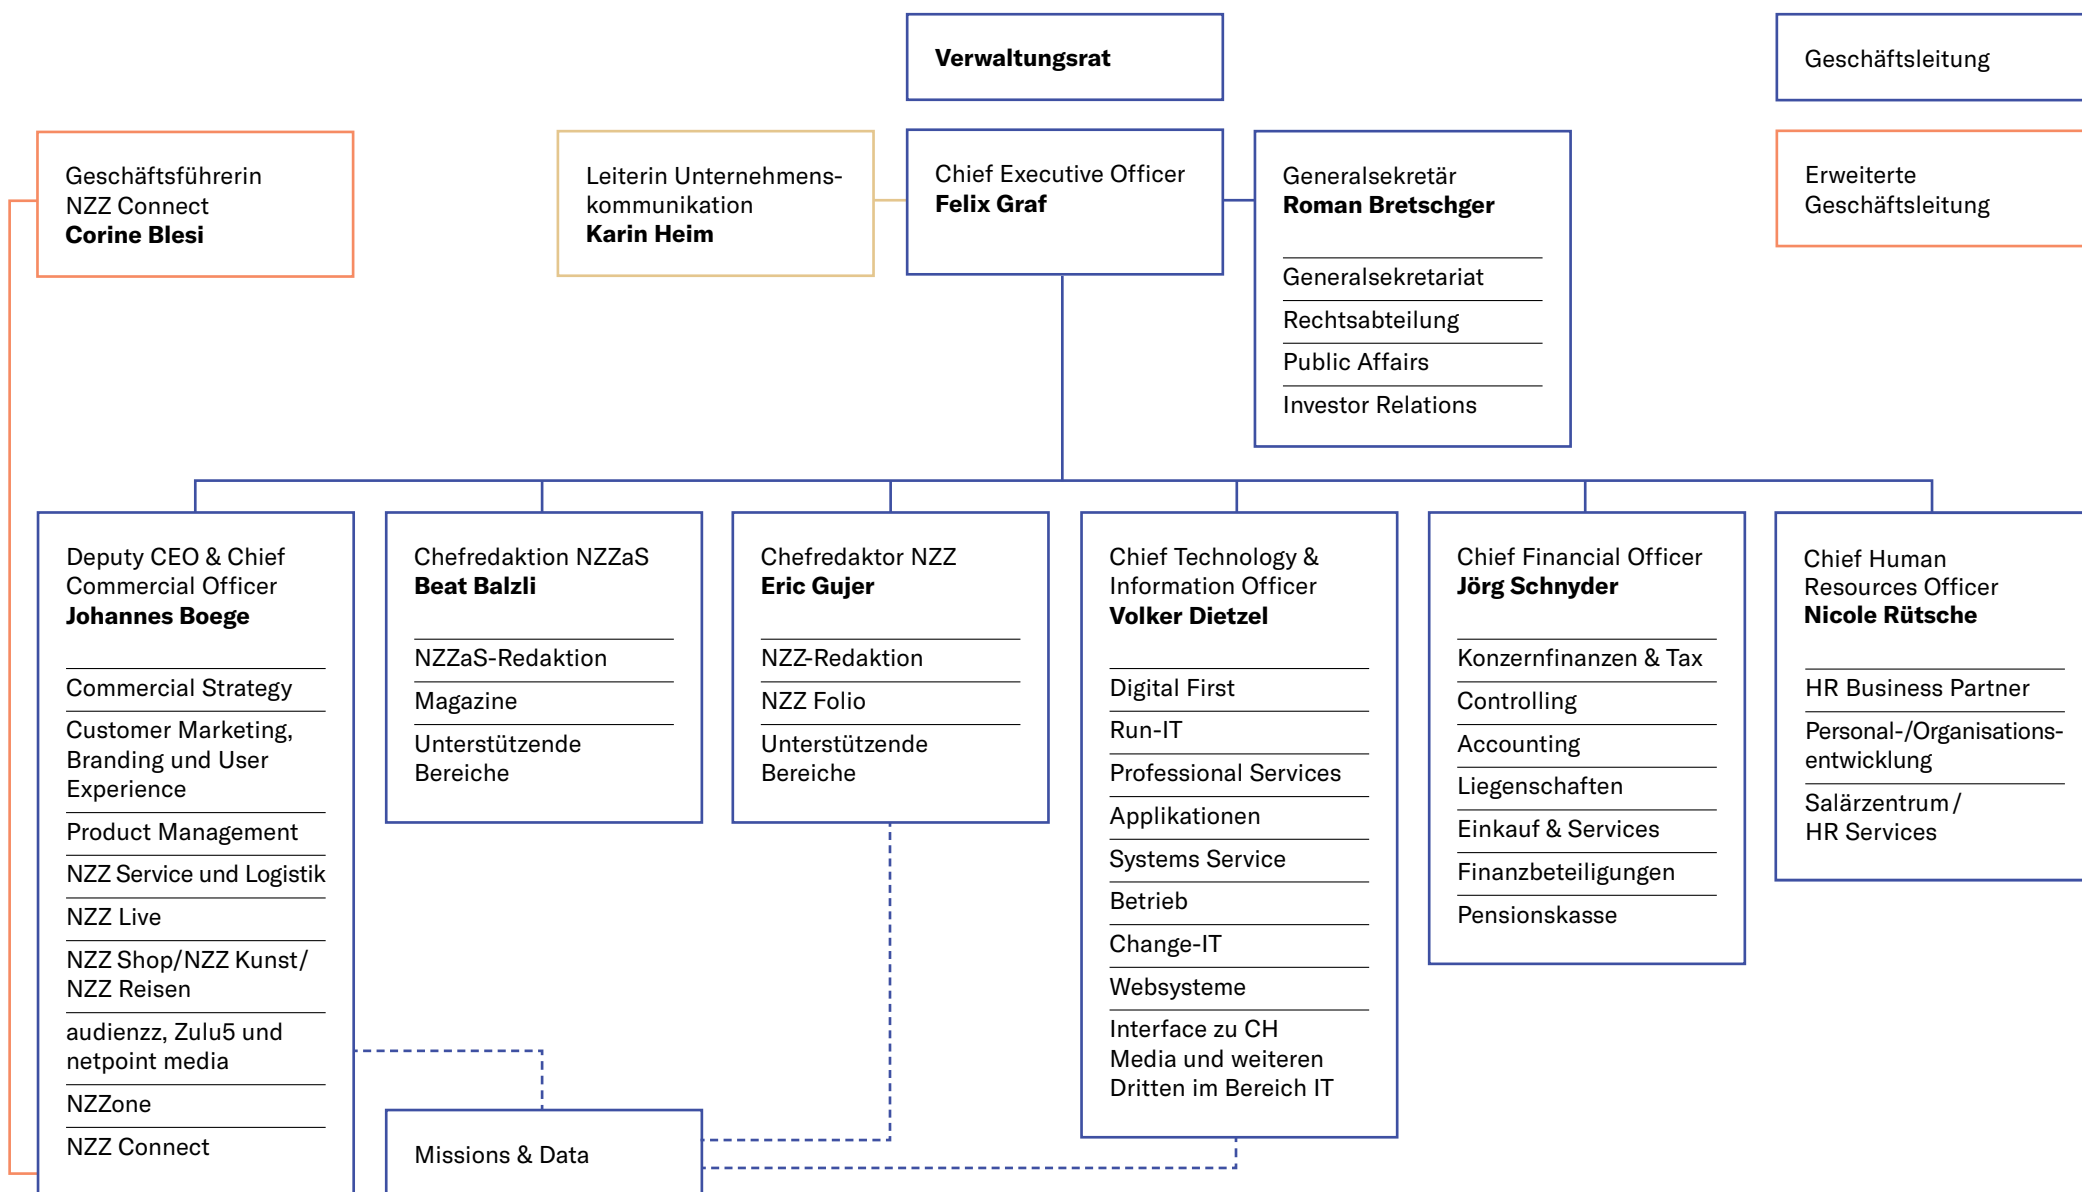 Verwaltungsrat
Geschäftsleitung
Geschäftsführerin
NZZ Connect
Corine Blesi
Leiterin Unternehmens-
kommunikation
Karin Heim
Chief Executive Officer
Felix Graf
Generalsekretär
Roman Bretschger
Generalsekretariat
Rechtsabteilung
Public Affairs
Investor Relations
Erweiterte
Geschäftsleitung
Deputy CEO & Chief
Commercial Officer
Johannes Boege
Commercial Strategy
Customer Marketing,
Branding und User
Experience
Product Management
NZZ Service und Logistik
NZZ Live
NZZ Shop/NZZ Kunst/
NZZ Reisen
audienzz, Zulu5 und
netpoint media
NZZone
NZZ Connect
Chefredaktion NZZaS
Beat Balzli
NZZaS-Redaktion
Magazine
Unterstützende
Bereiche
Chefredaktor NZZ
Eric Gujer
NZZ-Redaktion
NZZ Folio
Unterstützende
Bereiche
Chief Technology &
Information Officer
Volker Dietzel
Digital First
Run-IT
Professional Services
Applikationen
Systems Service
Betrieb
Change-IT
Websysteme
Interface zu CH
Media und weiteren
Dritten im Bereich IT
Chief Financial Officer
Jörg Schnyder
Konzernfinanzen & Tax
Controlling
Accounting
Liegenschaften
Einkauf & Services
Finanzbeteiligungen
Pensionskasse
Chief Human
Resources Officer
Nicole Rütsche
HR Business Partner
Personal-/Organisations-
entwicklung
Salärzentrum/
HR Services
Missions & Data